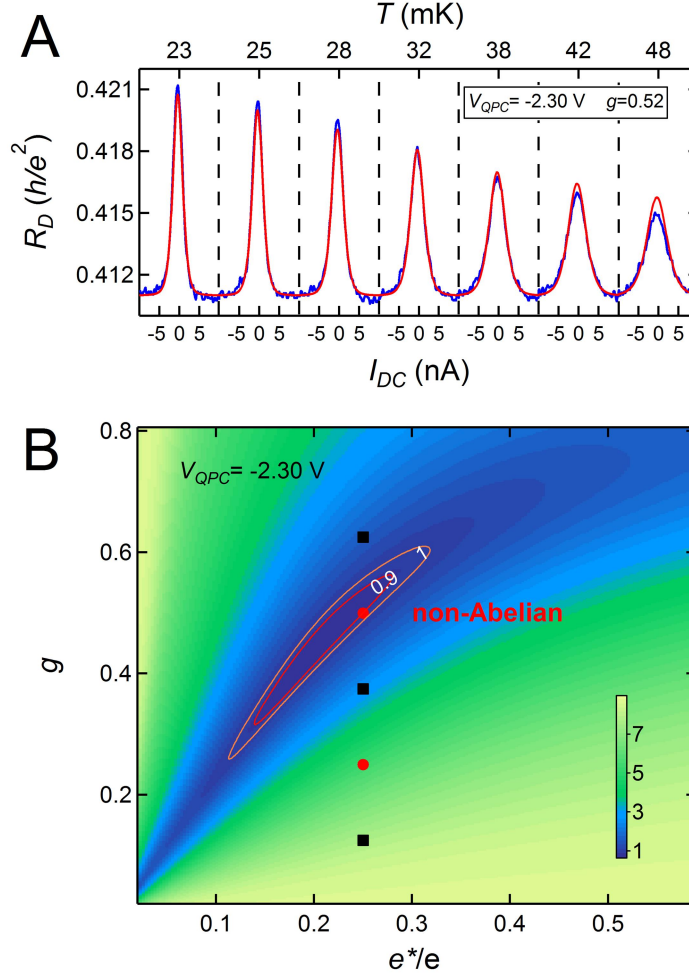 A
T (mK)
23 25 28 32 38 42 48
V_QPC= -2.30 V g=0.52
R_D (h/e²)
0.421
0.418
0.415
0.412
-5 0 5 -5 0 5 -5 0 5 -5 0 5 -5 0 5 -5 0 5 -5 0 5
I_DC (nA)
B
V_QPC= -2.30 V
g
0.8
0.6
0.4
0.2
1
0.9
non-Abelian
7
5
3
1
0.1 0.2 0.3 0.4 0.5
e*/e